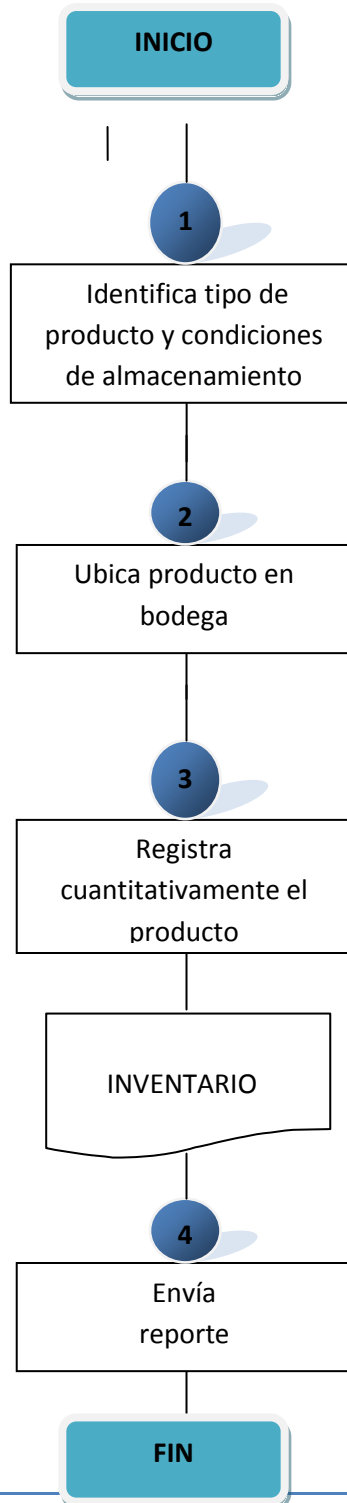 INICIO
1
Identifica tipo de
producto y condiciones
de almacenamiento
2
Ubica producto en
bodega
3
Registra
cuantitativamente el
producto
INVENTARIO
4
Envía
reporte
FIN